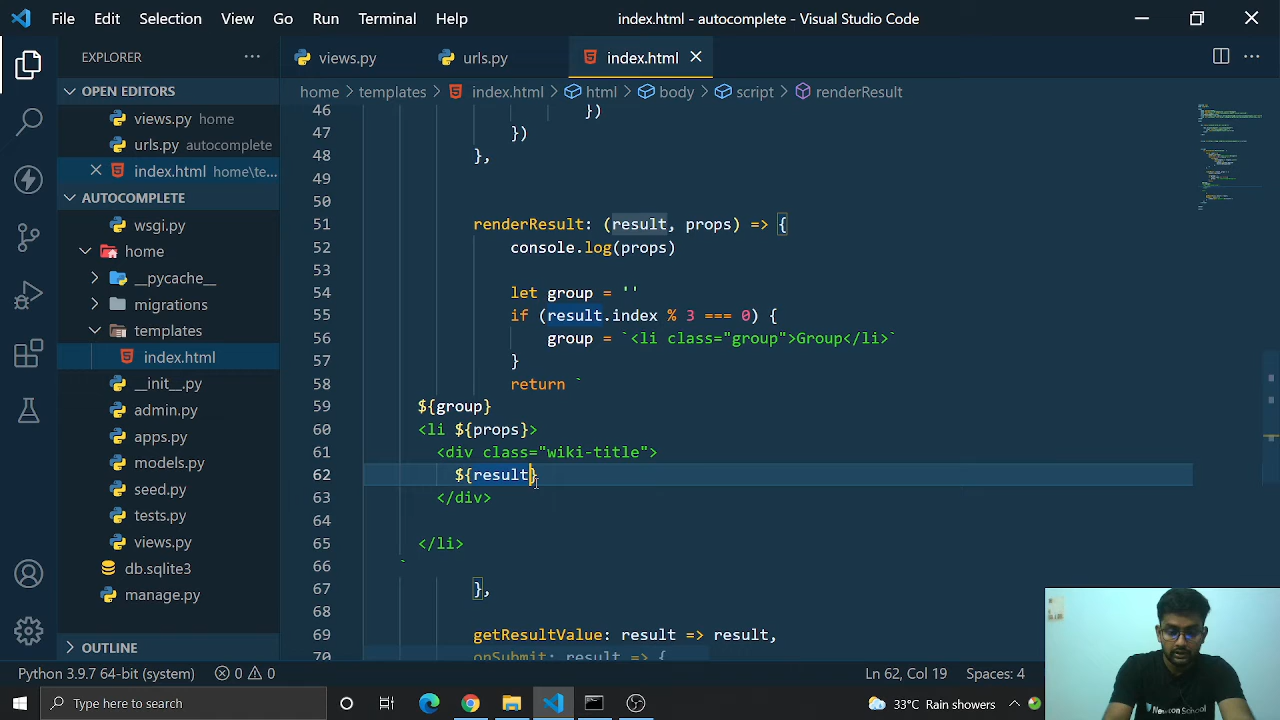 File Edit Selection View Go Run Terminal Help
index.html - autocomplete - Visual Studio Code
EXPLORER
views.py
urls.py
index.html
OPEN EDITORS
home > templates > index.html > html > body > script > renderResult
views.py home
urls.py autocomplete
index.html home\te...
AUTOCOMPLETE
wsgi.py
home
__pycache__
migrations
templates
index.html
__init__.py
admin.py
apps.py
models.py
seed.py
tests.py
views.py
db.sqlite3
manage.py
OUTLINE
46 })
47 })
48 },
49
50
51 renderResult: (result, props) => {
52 console.log(props)
53
54 let group = ''
55 if (result.index % 3 === 0) {
56 group = `<li class="group">Group</li>`
57 }
58 return `
59 ${group}
60 <li ${props}>
61 <div class="wiki-title">
62 ${result}
63 </div>
64
65 </li>
66 `
67 },
68
69 getResultValue: result => result,
70 onSubmit: result => {
Python 3.9.7 64-bit (system)
0 0
Ln 62, Col 19
Spaces: 4
Type here to search
33°C Rain showers
Newton School